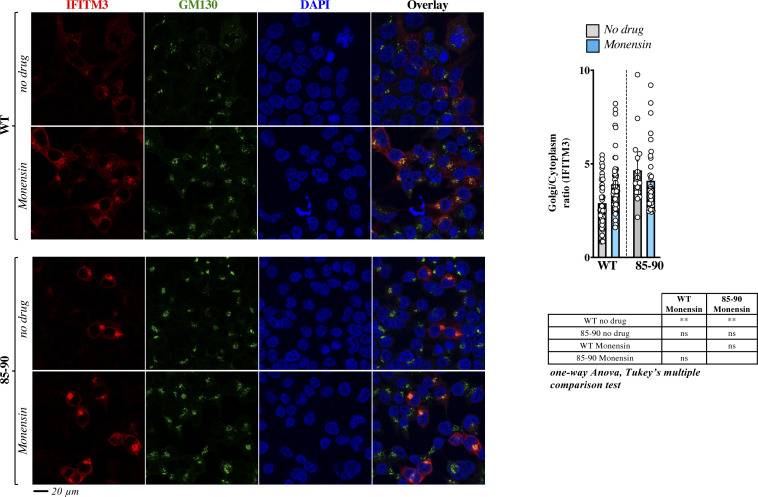 IFITM3 GM130 DAPI Overlay
WT
no drug
Monensin
85-90
no drug
Monensin
20 µm
No drug
Monensin
Golgi/Cytoplasm
ratio (IFITM3)
10
5
0
WT 85-90
WT
Monensin
85-90
Monensin
WT no drug ** **
85-90 no drug ns ns
WT Monensin ns
85-90 Monensin ns
one-way Anova, Tukey's multiple
comparison test